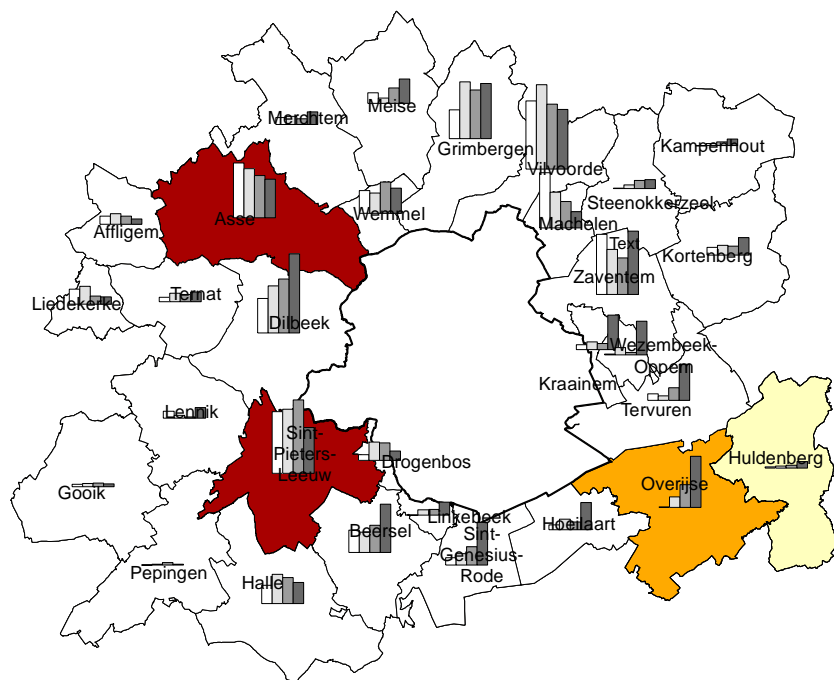 Meise
Merchtem
Grimbergen
Kampenhout
Vilvoorde
Steenokkerzeel
Asse
Wemmel
Machelen
Affligem
Text
Kortenberg
Zaventem
Liedekerke
Ternat
Dilbeek
Wezembeek-
Oppem
Kraainem
Tervuren
Lennik
Sint-
Pieters-
Leeuw
Drogenbos
Huldenberg
Gooik
Overijse
Linkebeek
Hoeilaart
Beersel
Sint-
Genesius-
Rode
Pepingen
Halle